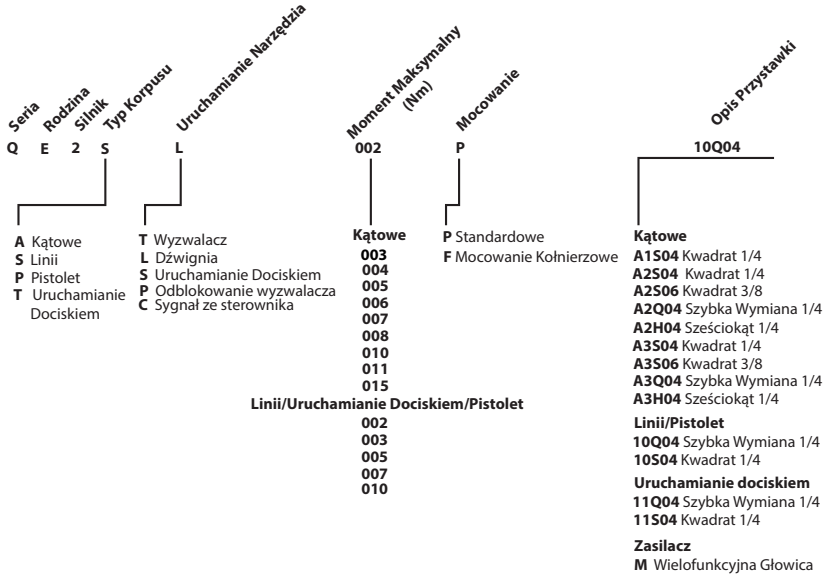 Seria
Rodzina
Silnik
Typ Korpusu
Uruchamianie Narzędzia
Moment Maksymalny
(Nm)
Mocowanie
Opis Przystawki
Q E 2 S L 002 P 10Q04
A Kątowe
S Linii
P Pistolet
T Uruchamianie
Dociskiem
T Wyzwalacz
L Dźwignia
S Uruchamianie Dociskiem
P Odblokowanie wyzwalacza
C Sygnał ze sterownika
Kątowe
003
004
005
006
007
008
010
011
015
Linii/Uruchamianie Dociskiem/Pistolet
002
003
005
007
010
P Standardowe
F Mocowanie Kołnierzowe
Kątowe
A1S04 Kwadrat 1/4
A2S04 Kwadrat 1/4
A2S06 Kwadrat 3/8
A2Q04 Szybka Wymiana 1/4
A2H04 Sześciokąt 1/4
A3S04 Kwadrat 1/4
A3S06 Kwadrat 3/8
A3Q04 Szybka Wymiana 1/4
A3H04 Sześciokąt 1/4
Linii/Pistolet
10Q04 Szybka Wymiana 1/4
10S04 Kwadrat 1/4
Uruchamianie dociskiem
11Q04 Szybka Wymiana 1/4
11S04 Kwadrat 1/4
Zasilacz
M Wielofunkcyjna Głowica